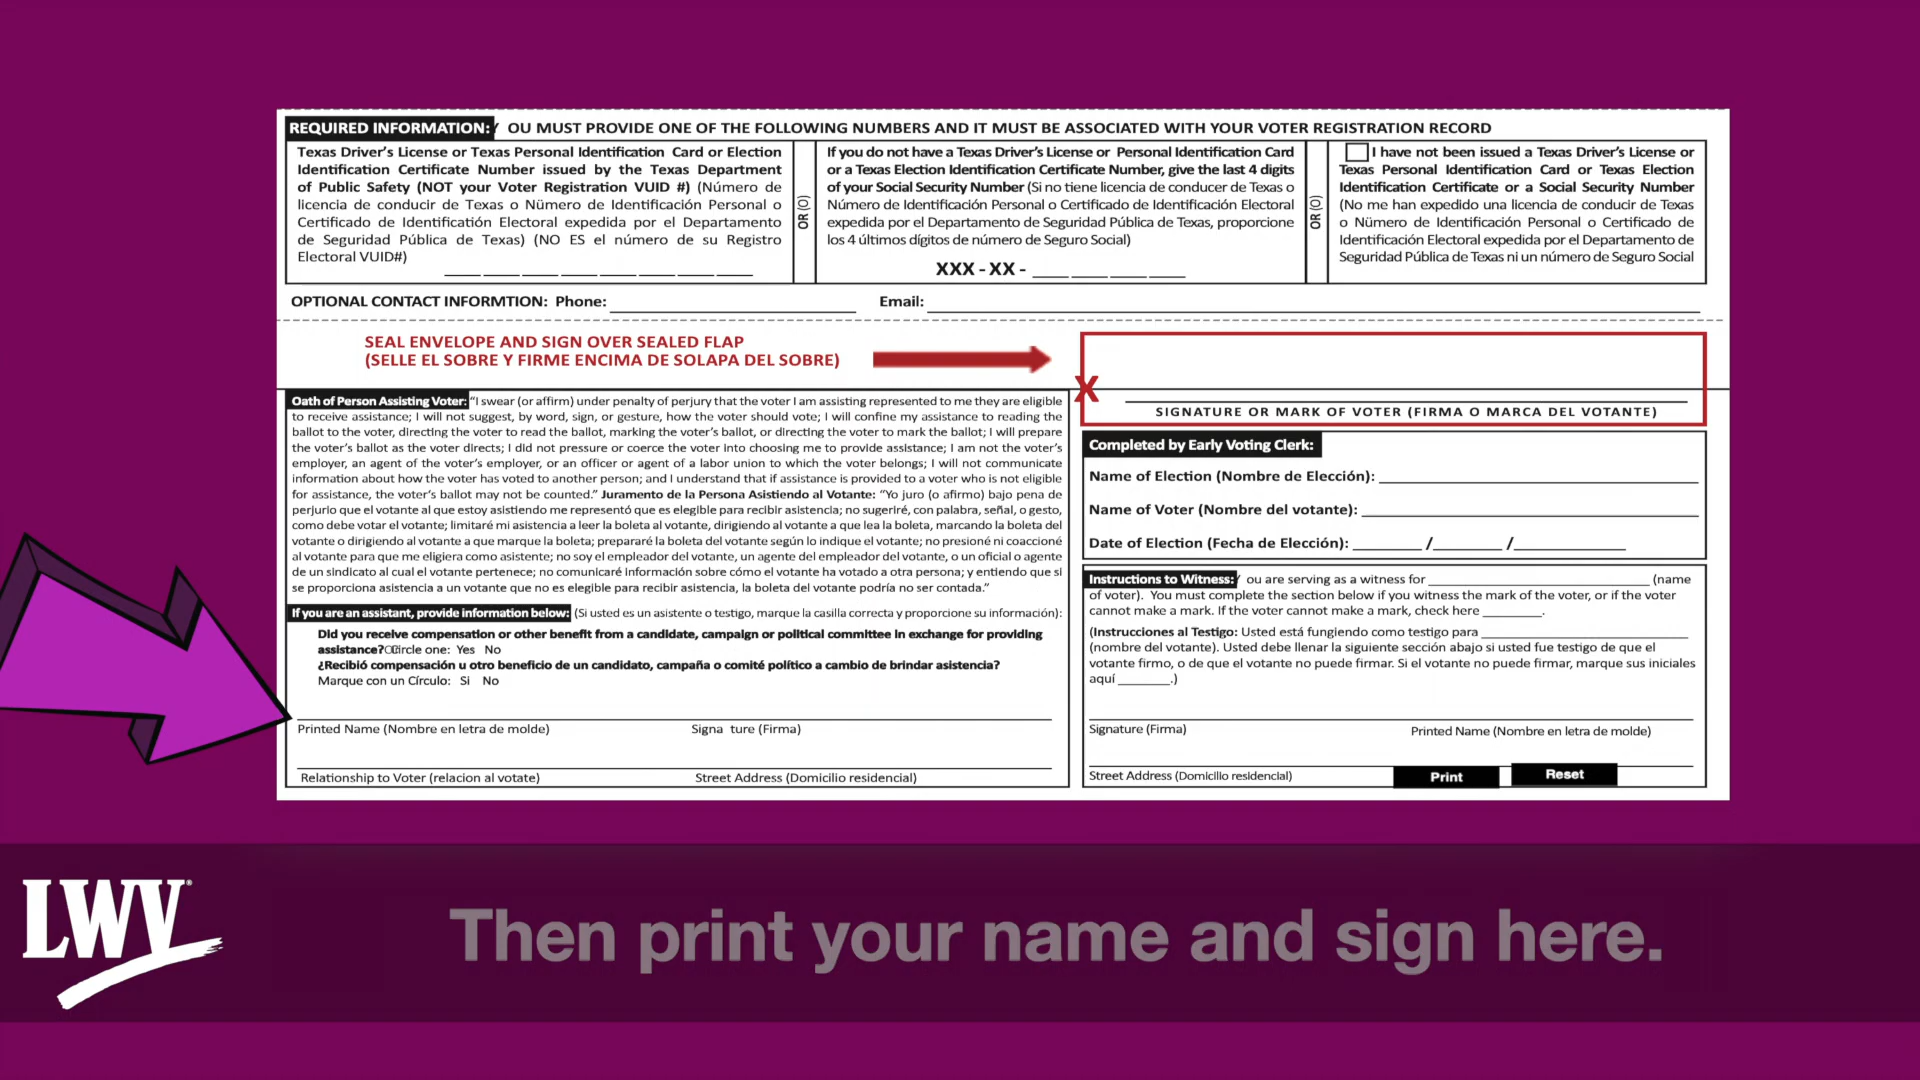 REQUIRED INFORMATION: YOU MUST PROVIDE ONE OF THE FOLLOWING NUMBERS AND IT MUST BE ASSOCIATED WITH YOUR VOTER REGISTRATION RECORD
Texas Driver's License or Texas Personal Identification Card or Election
Identification Certificate Number issued by the Texas Department
of Public Safety (NOT your Voter Registration VUID #) (Número de
licencia de conducir de Texas o Nümero de Identificación Personal o
Certificado de Identificatión Electoral expedida por el Departamento
de Seguridad Pública de Texas) (NO ES el número de su Registro
Electoral VUID#)
OR (O)
If you do not have a Texas Driver's License or Personal Identification Card
or a Texas Election Identification Certificate Number, give the last 4 digits
of your Social Security Number (Si no tiene licencia de conducer de Texas o
Número de Identificación Personal o Certificado de Identificación Electoral
expedida por el Departamento de Seguridad Pública de Texas, proporcione
los 4 últimos dígitos de número de Seguro Social)
XXX - XX - ____ ____ ____ ____
OR (O)
I have not been issued a Texas Driver's License or
Texas Personal Identification Card or Texas Election
Identification Certificate or a Social Security Number
(No me han expedido una licencia de conducir de Texas
o Número de Identificación Personal o Certificado de
Identificación Electoral expedida por el Departamento de
Seguridad Pública de Texas ni un número de Seguro Social
OPTIONAL CONTACT INFORMTION: Phone: Email:
SEAL ENVELOPE AND SIGN OVER SEALED FLAP
(SELLE EL SOBRE Y FIRME ENCIMA DE SOLAPA DEL SOBRE)
X
SIGNATURE OR MARK OF VOTER (FIRMA O MARCA DEL VOTANTE)
Oath of Person Assisting Voter: "I swear (or affirm) under penalty of perjury that the voter I am assisting represented to me they are eligible
to receive assistance; I will not suggest, by word, sign, or gesture, how the voter should vote; I will confine my assistance to reading the
ballot to the voter, directing the voter to read the ballot, marking the voter's ballot, or directing the voter to mark the ballot; I will prepare
the voter's ballot as the voter directs; I did not pressure or coerce the voter into choosing me to provide assistance; I am not the voter's
employer, an agent of the voter's employer, or an officer or agent of a labor union to which the voter belongs; I will not communicate
information about how the voter has voted to another person; and I understand that if assistance is provided to a voter who is not eligible
for assistance, the voter's ballot may not be counted." Juramento de la Persona Asistiendo al Votante: "Yo juro (o afirmo) bajo pena de
perjurio que el votante al que estoy asistiendo me representó que es elegible para recibir asistencia; no sugeriré, con palabra, señal, o gesto,
como debe votar el votante; limitaré mi asistencia a leer la boleta al votante, dirigiendo al votante a que lea la boleta, marcando la boleta del
votante o dirigiendo al votante a que marque la boleta; prepararé la boleta del votante según lo indique el votante; no presioné ni coaccioné
al votante para que me eligiera como asistente; no soy el empleador del votante, un agente del empleador del votante, o un oficial o agente
de un sindicato al cual el votante pertenece; no comunicaré información sobre cómo el votante ha votado a otra persona; y entiendo que si
se proporciona asistencia a un votante que no es elegible para recibir asistencia, la boleta del votante podría no ser contada."
If you are an assistant, provide information below: (Si usted es un asistente o testigo, marque la casilla correcta y proporcione su información):
Did you receive compensation or other benefit from a candidate, campaign or political committee in exchange for providing
assistance? Circle one: Yes No
¿Recibió compensación u otro beneficio de un candidato, campaña o comité político a cambio de brindar asistencia?
Marque con un Círculo: Si No
Printed Name (Nombre en letra de molde) Signa ture (Firma)
Relationship to Voter (relacion al votate) Street Address (Domicilio residencial)
Completed by Early Voting Clerk:
Name of Election (Nombre de Elección):
Name of Voter (Nombre del votante):
Date of Election (Fecha de Elección): ________ /________ /____________
Instructions to Witness: You are serving as a witness for ______________ (name
of voter). You must complete the section below if you witness the mark of the voter, or if the voter
cannot make a mark. If the voter cannot make a mark, check here ________.
(Instrucciones al Testigo: Usted está fungiendo como testigo para ______________
(nombre del votante). Usted debe llenar la siguiente sección abajo si usted fue testigo de que el
votante firmo, o de que el votante no puede firmar. Si el votante no puede firmar, marque sus iniciales
aquí _______.)
Signature (Firma) Printed Name (Nombre en letra de molde)
Street Address (Domicilio residencial) Print Reset
LWV®
Then print your name and sign here.